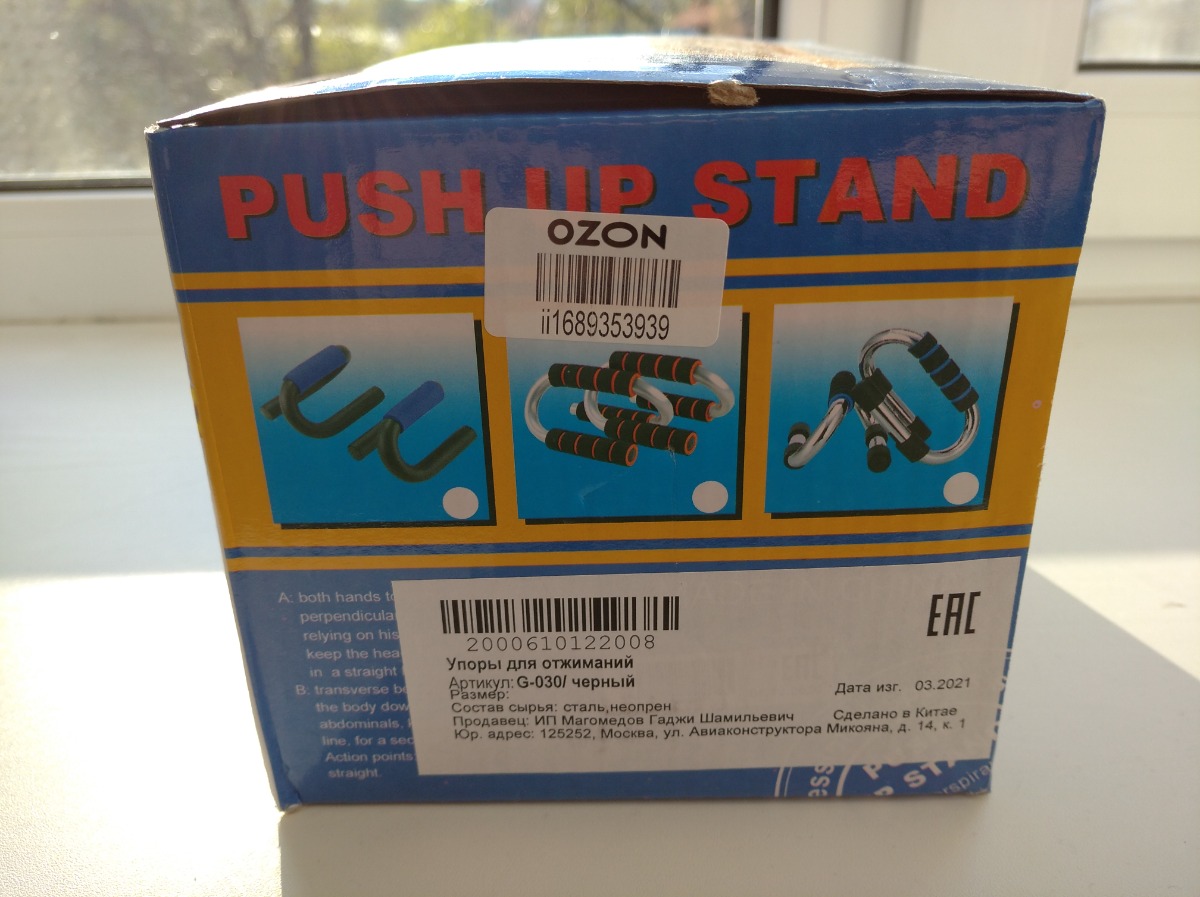 PUSH UP STAND
OZON
ii1689353939
A: both hands to
perpendicula
relying on his
keep the hea
in a straight
B: transverse bo
the body dow
abdominals,
line, for a sec
Action points:
straight.
EAC
2000610122008
Упоры для отжиманий
Артикул: G-030/ черный
Размер:
Дата изг. 03.2021
Состав сырья: сталь,неопрен
Сделано в Китае
Продавец: ИП Магомедов Гаджи Шамильевич
Юр. адрес: 125252, Москва, ул. Авиаконструктора Микояна, д. 14, к. 1